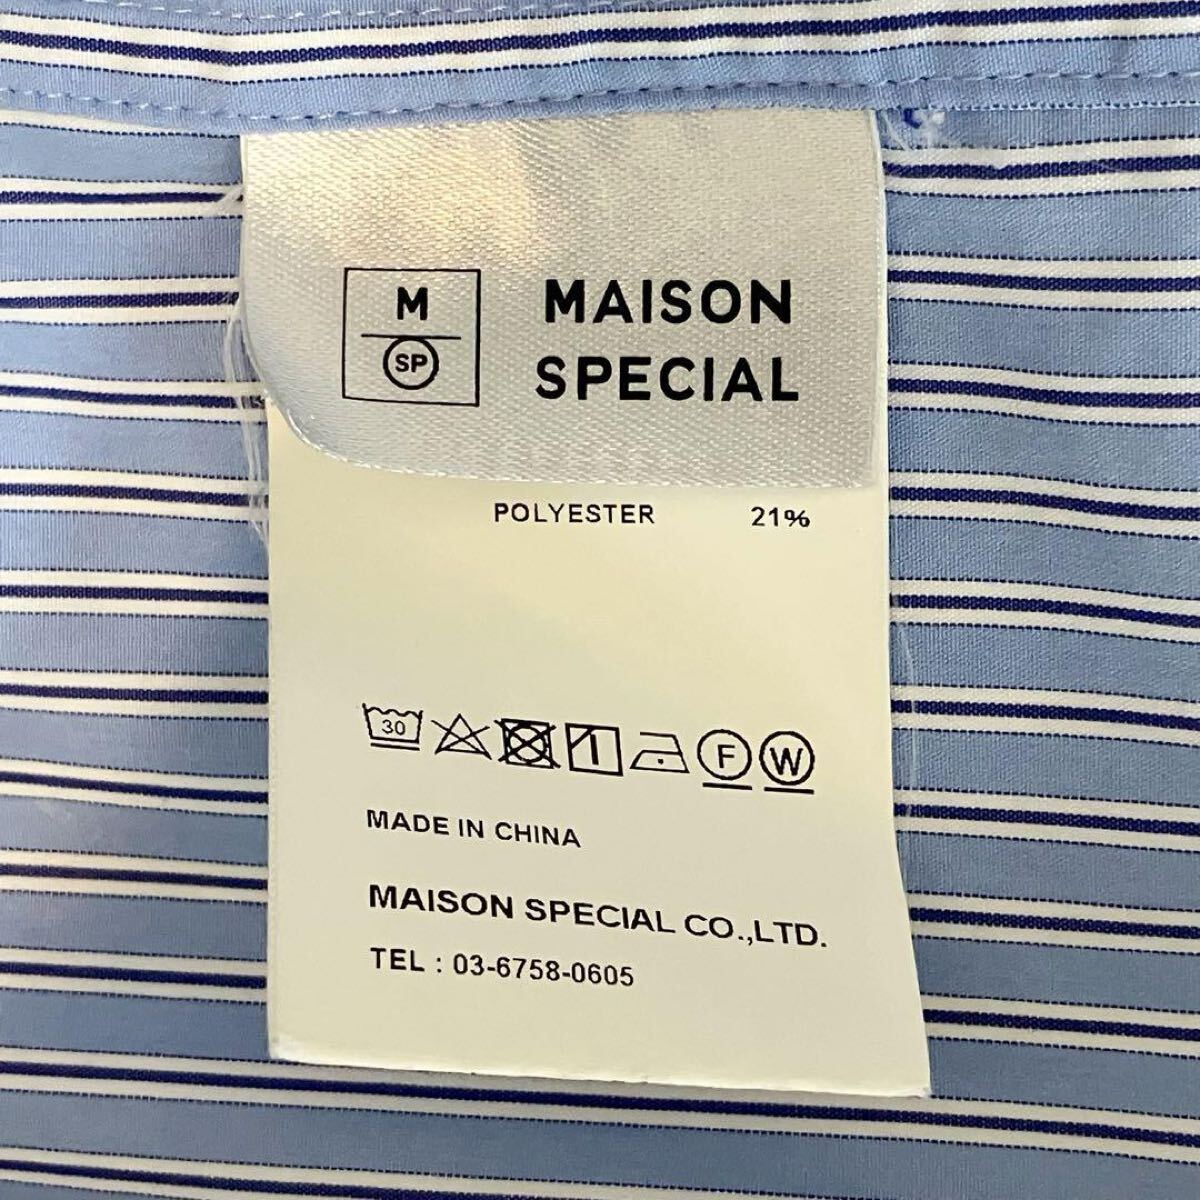 M
SP
MAISON
SPECIAL
POLYESTER 21%
30 F W
MADE IN CHINA
MAISON SPECIAL CO.,LTD.
TEL : 03-6758-0605